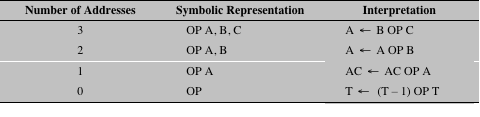 Number of Addresses Symbolic Representation Interpretation
3 OP A, B, C A ← B OP C
2 OP A, B A ← A OP B
1 OP A AC ← AC OP A
0 OP T ← (T – 1) OP T